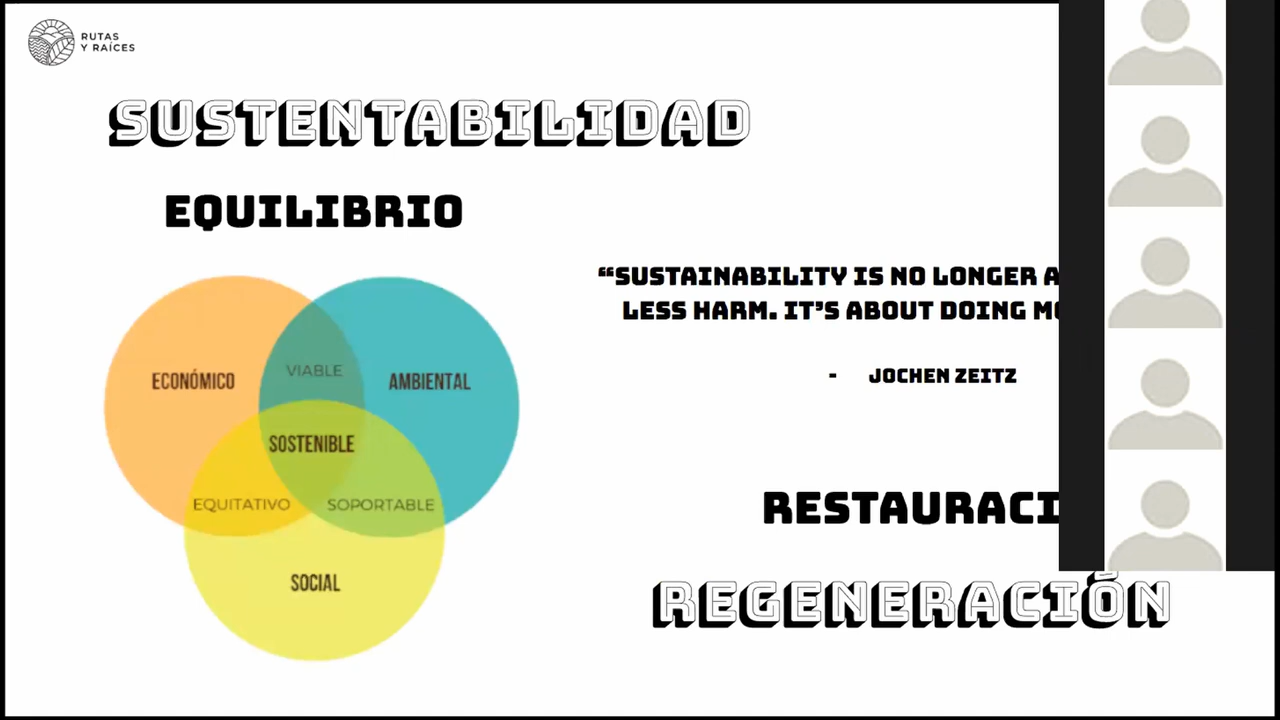 RUTAS
Y RAÍCES
SUSTENTABILIDAD
EQUILIBRIO
ECONÓMICO
VIABLE
AMBIENTAL
SOSTENIBLE
EQUITATIVO
SOPORTABLE
SOCIAL
“SUSTAINABILITY IS NO LONGER A
LESS HARM. IT’S ABOUT DOING
- JOCHEN ZEITZ
RESTAURACI
REGENERACIÓN